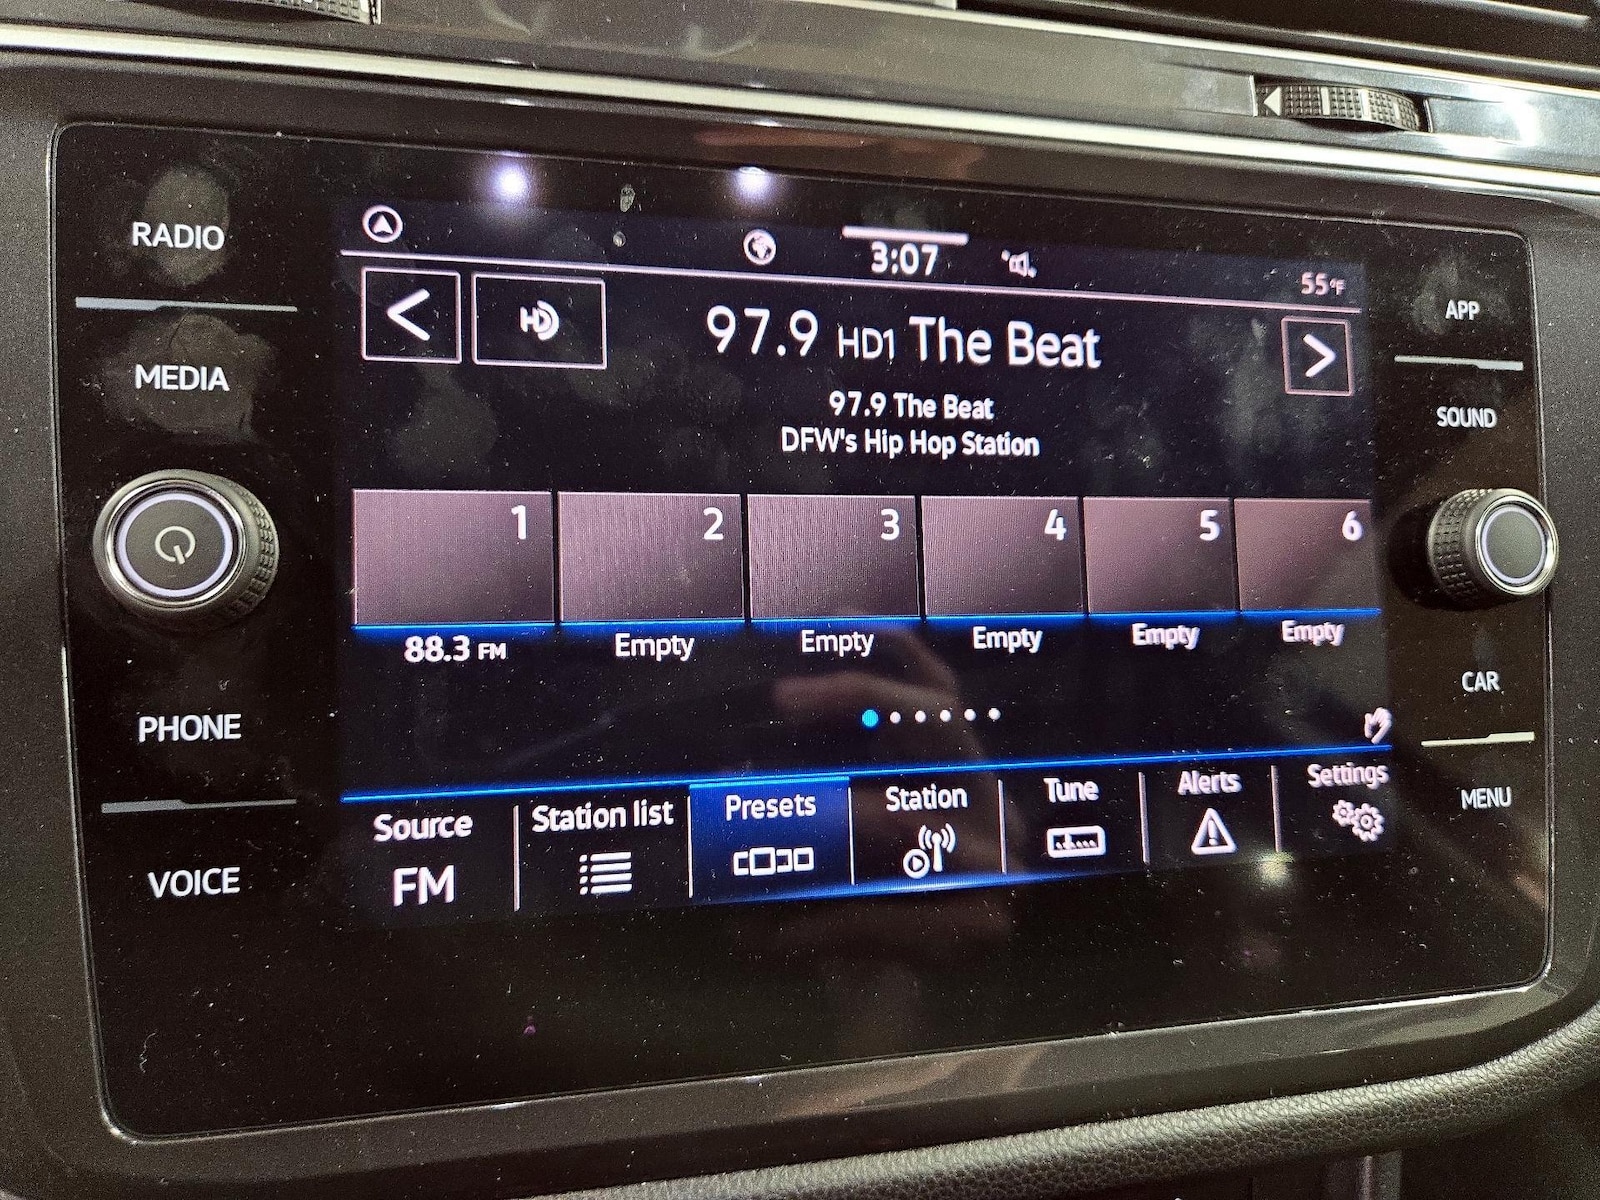 RADIO
MEDIA
PHONE
VOICE
3:07
55°F
HD
97.9 HD1 The Beat
97.9 The Beat
DFW's Hip Hop Station
1 2 3 4 5 6
88.3 FM Empty Empty Empty Empty Empty
Source Station list Presets Station Tune Alerts Settings
FM
APP
SOUND
CAR
MENU